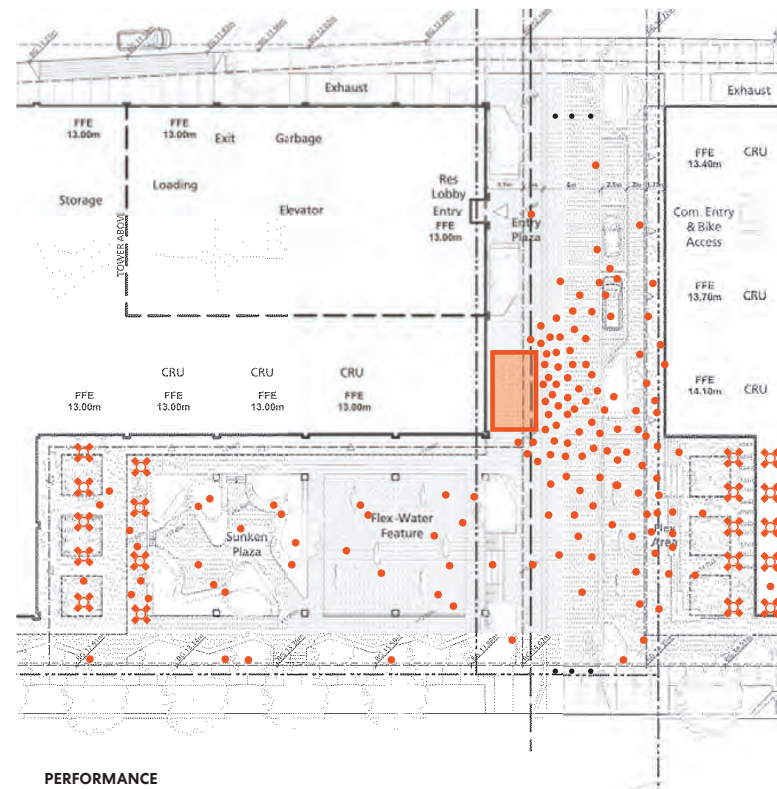 Exhaust
Exhaust
FFE
13.00m
FFE
13.00m
Exit
Garbage
FFE
13.40m
CRU
Storage
Loading
Res
Lobby
Entry
FFE
13.00m
Elevator
Entry
Plaza
Com. Entry
& Bike
Access
TOWER ABOVE
FFE
13.70m
CRU
CRU
CRU
CRU
FFE
14.10m
CRU
FFE
13.00m
FFE
13.00m
FFE
13.00m
FFE
13.00m
Sunken
Plaza
Flex-Water
Feature
Flex
Area
PERFORMANCE